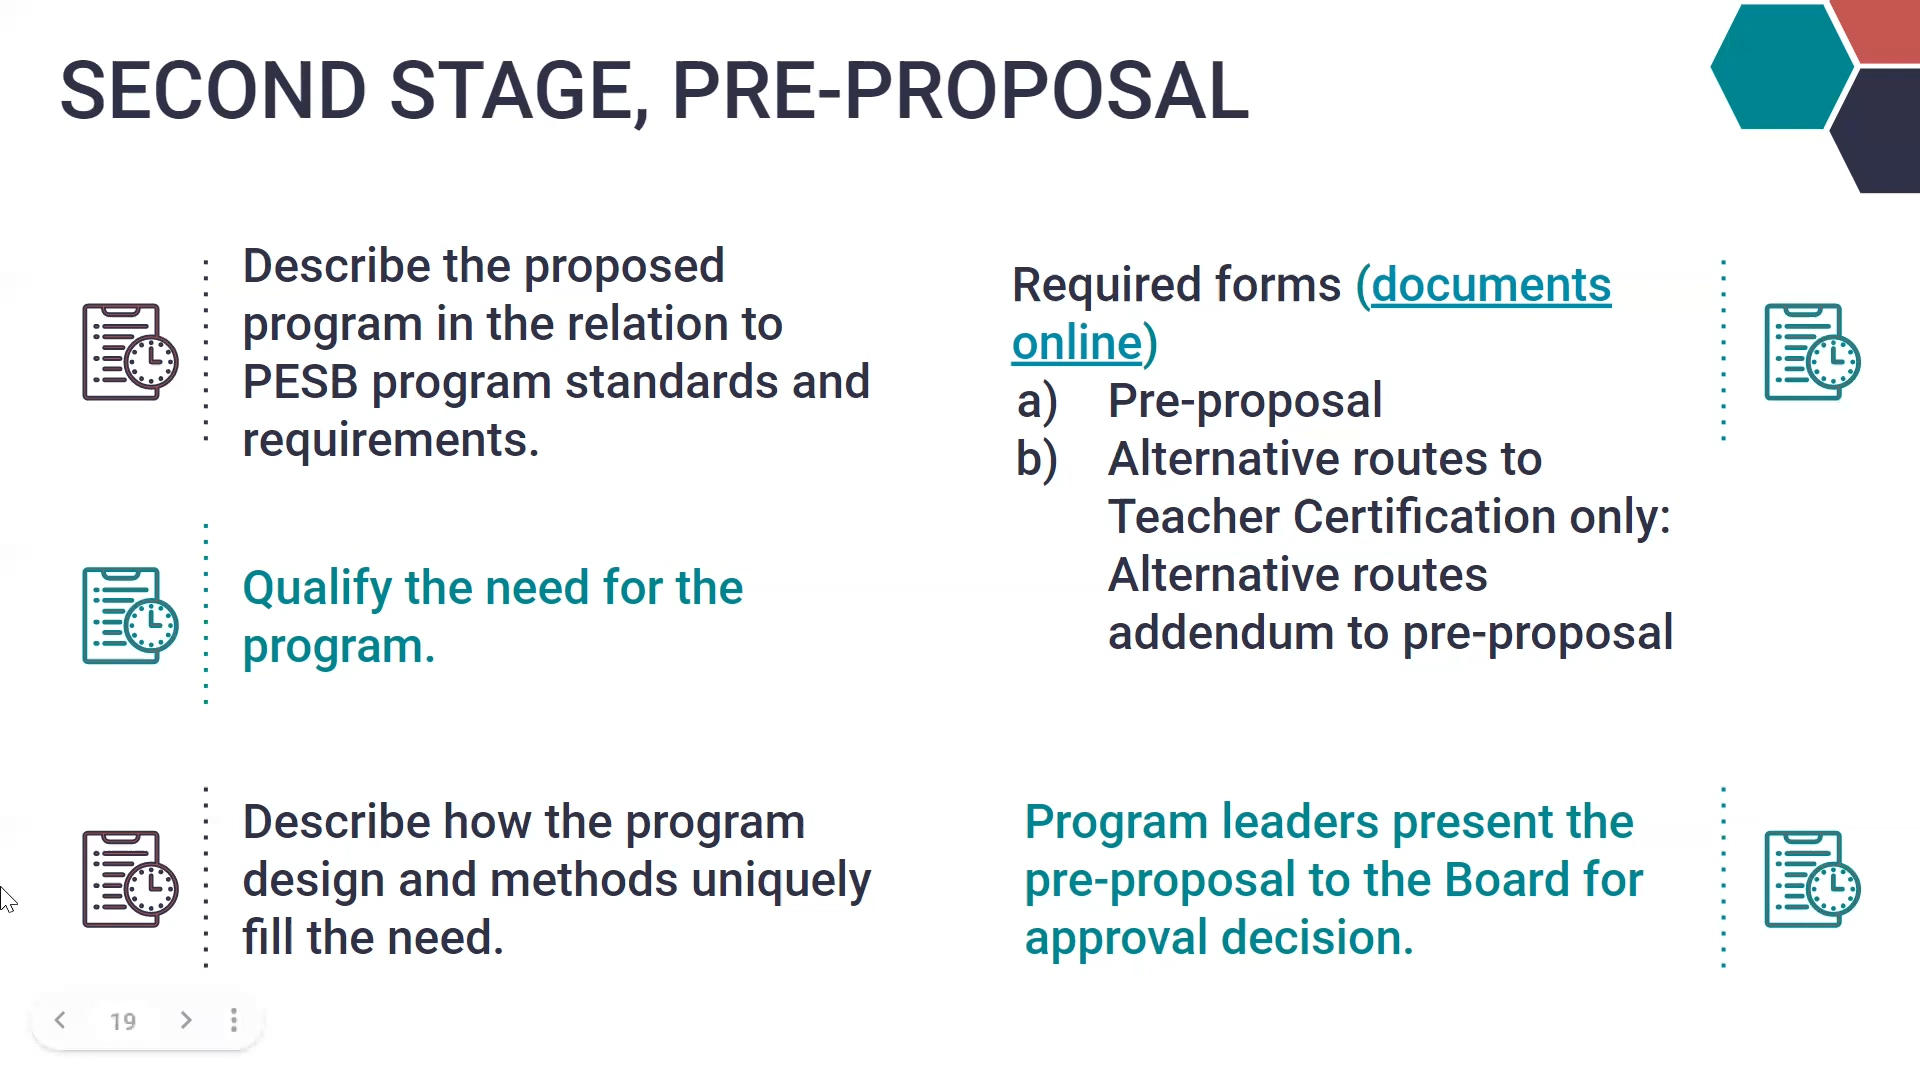 SECOND STAGE, PRE-PROPOSAL
Describe the proposed
program in the relation to
PESB program standards and
requirements.
Qualify the need for the
program.
Describe how the program
design and methods uniquely
fill the need.
Required forms (documents
online)
a) Pre-proposal
b) Alternative routes to
Teacher Certification only:
Alternative routes
addendum to pre-proposal
Program leaders present the
pre-proposal to the Board for
approval decision.
19